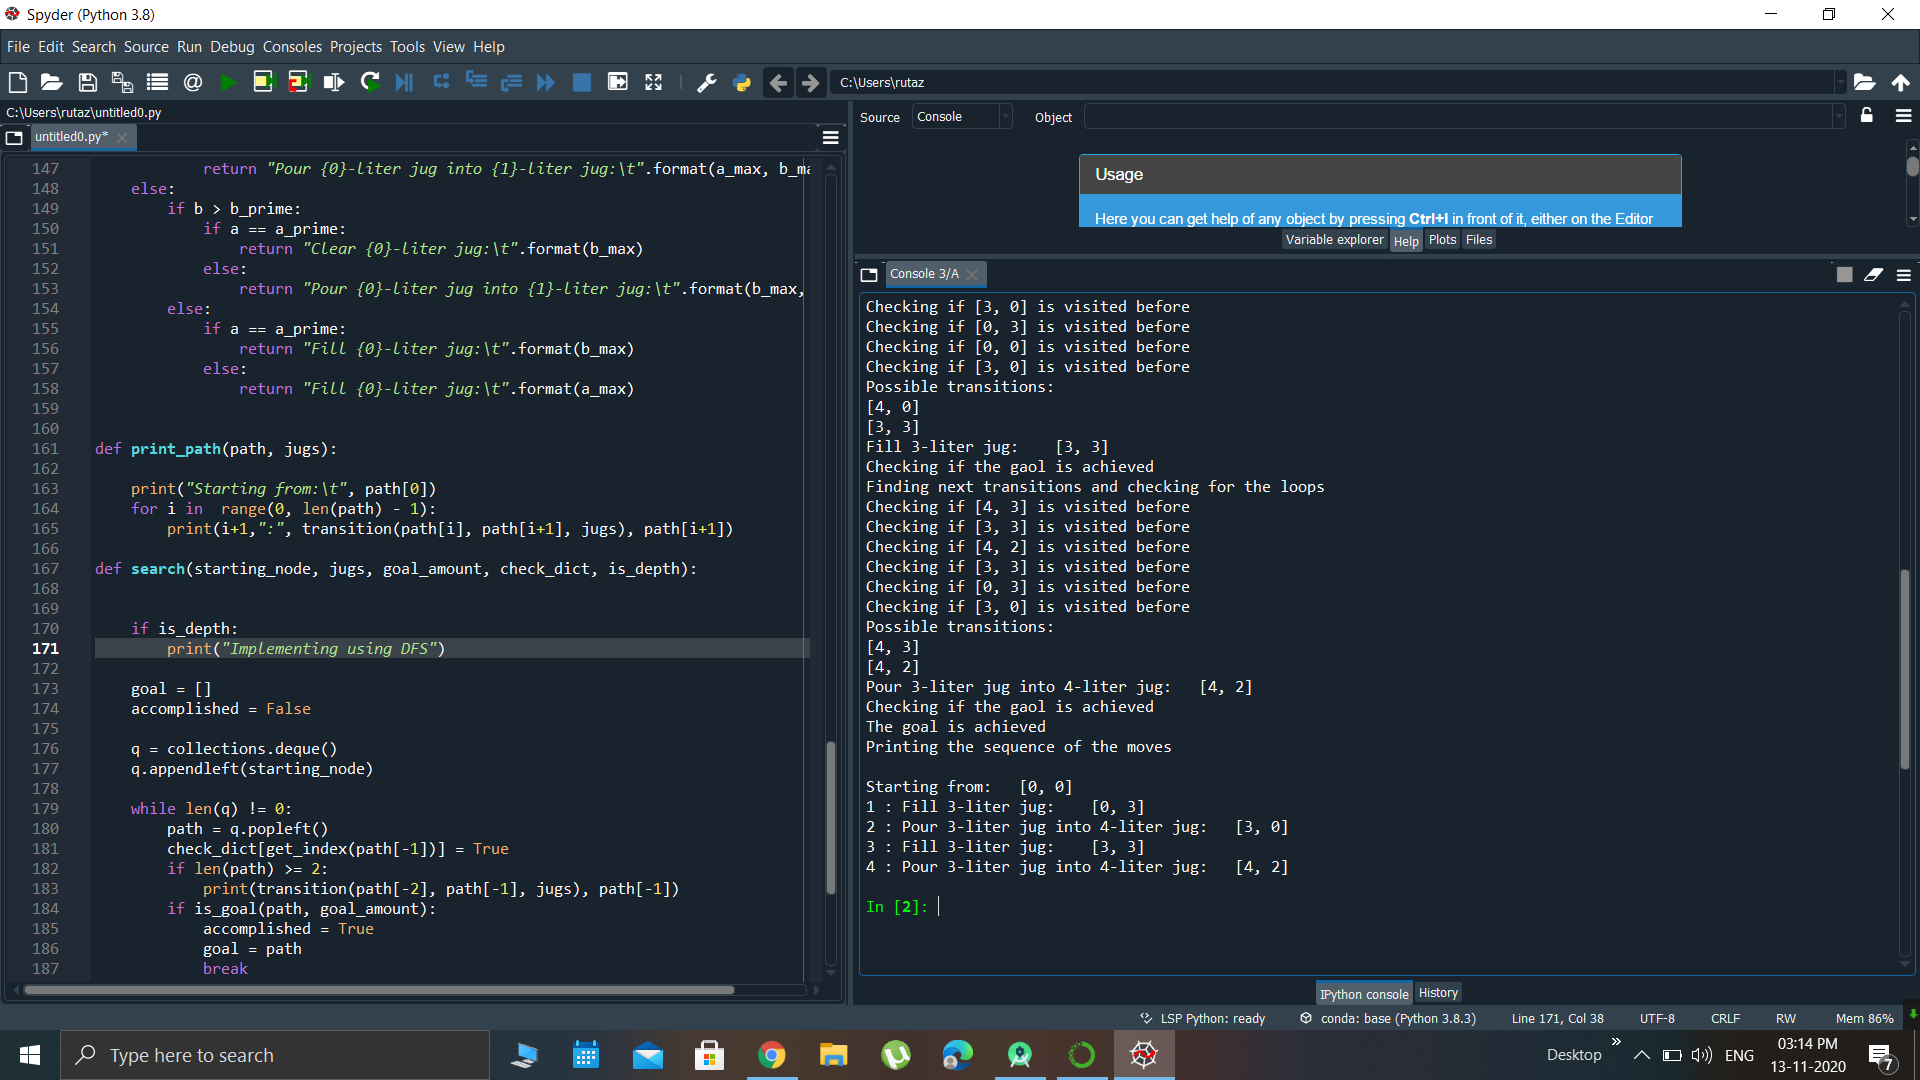 Spyder (Python 3.8)
File Edit Search Source Run Debug Consoles Projects Tools View Help
C:\Users\rutaz
C:\Users\rutaz\untitled0.py
untitled0.py*
147 return "Pour {0}-liter jug into {1}-liter jug:\t".format(a_max, b_ma
148 else:
149 if b > b_prime:
150 if a == a_prime:
151 return "Clear {0}-liter jug:\t".format(b_max)
152 else:
153 return "Pour {0}-liter jug into {1}-liter jug:\t".format(b_max,
154 else:
155 if a == a_prime:
156 return "Fill {0}-liter jug:\t".format(b_max)
157 else:
158 return "Fill {0}-liter jug:\t".format(a_max)
159
160
161 def print_path(path, jugs):
162
163 print("Starting from:\t", path[0])
164 for i in  range(0, len(path) - 1):
165 print(i+1,":", transition(path[i], path[i+1], jugs), path[i+1])
166
167 def search(starting_node, jugs, goal_amount, check_dict, is_depth):
168
169
170 if is_depth:
171 print("Implementing using DFS")
172
173 goal = []
174 accomplished = False
175
176 q = collections.deque()
177 q.appendleft(starting_node)
178
179 while len(q) != 0:
180 path = q.popleft()
181 check_dict[get_index(path[-1])] = True
182 if len(path) >= 2:
183 print(transition(path[-2], path[-1], jugs), path[-1])
184 if is_goal(path, goal_amount):
185 accomplished = True
186 goal = path
187 break
Source Console Object
Usage
Here you can get help of any object by pressing Ctrl+I in front of it, either on the Editor
Variable explorer Help Plots Files
Console 3/A
Checking if [3, 0] is visited before
Checking if [0, 3] is visited before
Checking if [0, 0] is visited before
Checking if [3, 0] is visited before
Possible transitions:
[4, 0]
[3, 3]
Fill 3-liter jug: [3, 3]
Checking if the gaol is achieved
Finding next transitions and checking for the loops
Checking if [4, 3] is visited before
Checking if [3, 3] is visited before
Checking if [4, 2] is visited before
Checking if [3, 3] is visited before
Checking if [0, 3] is visited before
Checking if [3, 0] is visited before
Possible transitions:
[4, 3]
[4, 2]
Pour 3-liter jug into 4-liter jug: [4, 2]
Checking if the gaol is achieved
The goal is achieved
Printing the sequence of the moves
Starting from: [0, 0]
1 : Fill 3-liter jug: [0, 3]
2 : Pour 3-liter jug into 4-liter jug: [3, 0]
3 : Fill 3-liter jug: [3, 3]
4 : Pour 3-liter jug into 4-liter jug: [4, 2]
In [2]:
IPython console History
LSP Python: ready conda: base (Python 3.8.3) Line 171, Col 38 UTF-8 CRLF RW Mem 86%
Type here to search
Desktop » ENG
03:14 PM
13-11-2020
7